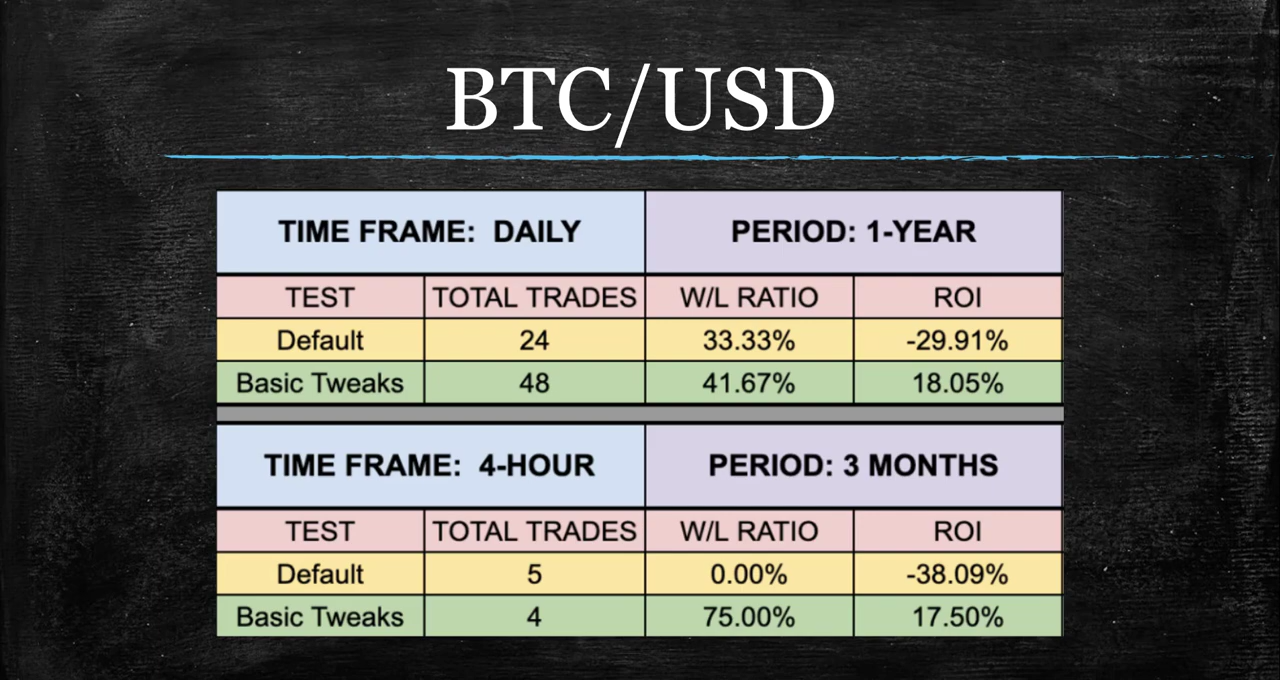 BTC/USD
TIME FRAME: DAILY PERIOD: 1-YEAR
TEST TOTAL TRADES W/L RATIO ROI
Default 24 33.33% -29.91%
Basic Tweaks 48 41.67% 18.05%
TIME FRAME: 4-HOUR PERIOD: 3 MONTHS
TEST TOTAL TRADES W/L RATIO ROI
Default 5 0.00% -38.09%
Basic Tweaks 4 75.00% 17.50%